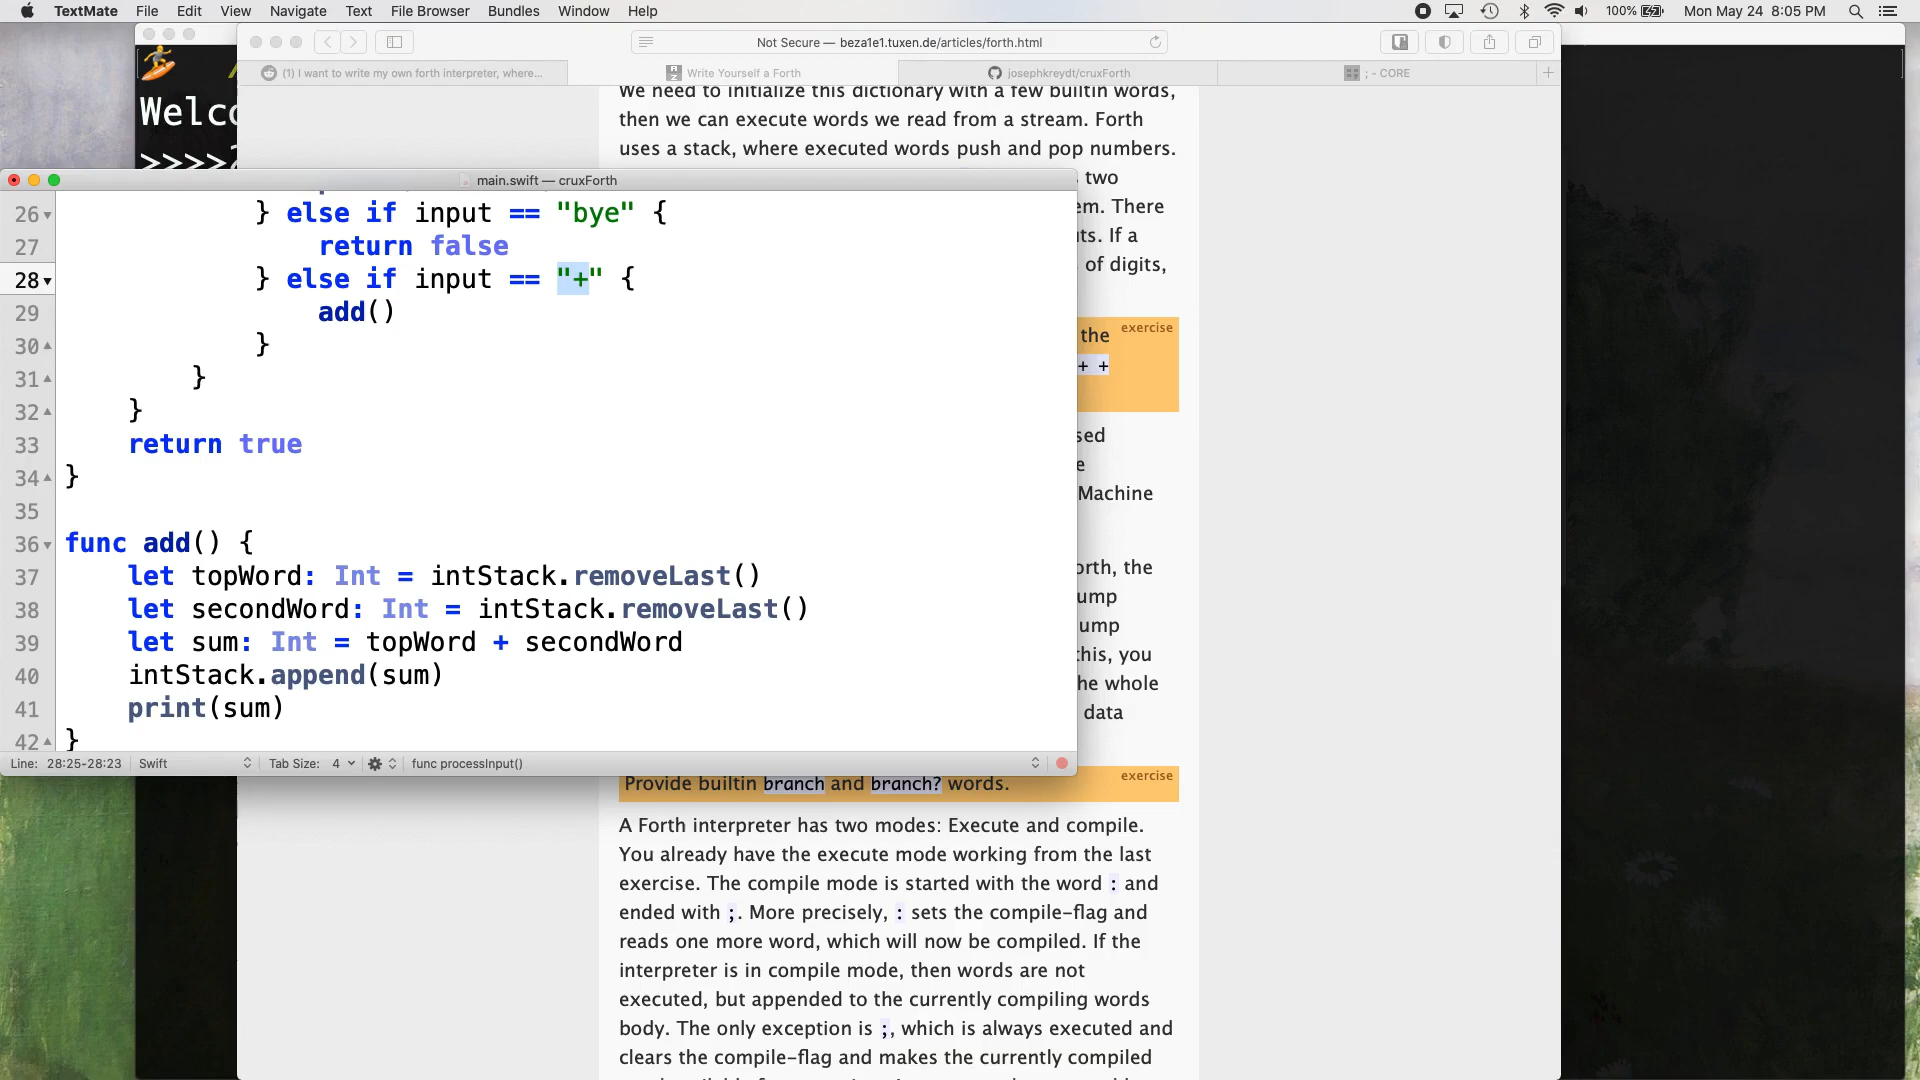 TextMate File Edit View Navigate Text File Browser Bundles Window Help
100% Mon May 24 8:05 PM
Not Secure — beza1e1.tuxen.de/articles/forth.html
(1) I want to write my own forth interpreter, where...
Write Yourself a Forth
josephkreydt/cruxForth
; - CORE
Welco
>>>>
We need to initialize this dictionary with a few builtin words,
then we can execute words we read from a stream. Forth
uses a stack, where executed words push and pop numbers.
two
em. There
ts. If a
of digits,
exercise
the
+ +
sed
e
Machine
orth, the
ump
ump
this, you
he whole
data
main.swift — cruxForth
26 } else if input == "bye" {
27 return false
28 } else if input == "+" {
29 add()
30 }
31 }
32 }
33 return true
34 }
35
36 func add() {
37 let topWord: Int = intStack.removeLast()
38 let secondWord: Int = intStack.removeLast()
39 let sum: Int = topWord + secondWord
40 intStack.append(sum)
41 print(sum)
42 }
Line: 28:25-28:23 Swift Tab Size: 4 func processInput()
exercise
Provide builtin branch and branch? words.
A Forth interpreter has two modes: Execute and compile.
You already have the execute mode working from the last
exercise. The compile mode is started with the word : and
ended with ;. More precisely, : sets the compile-flag and
reads one more word, which will now be compiled. If the
interpreter is in compile mode, then words are not
executed, but appended to the currently compiling words
body. The only exception is ;, which is always executed and
clears the compile-flag and makes the currently compiled